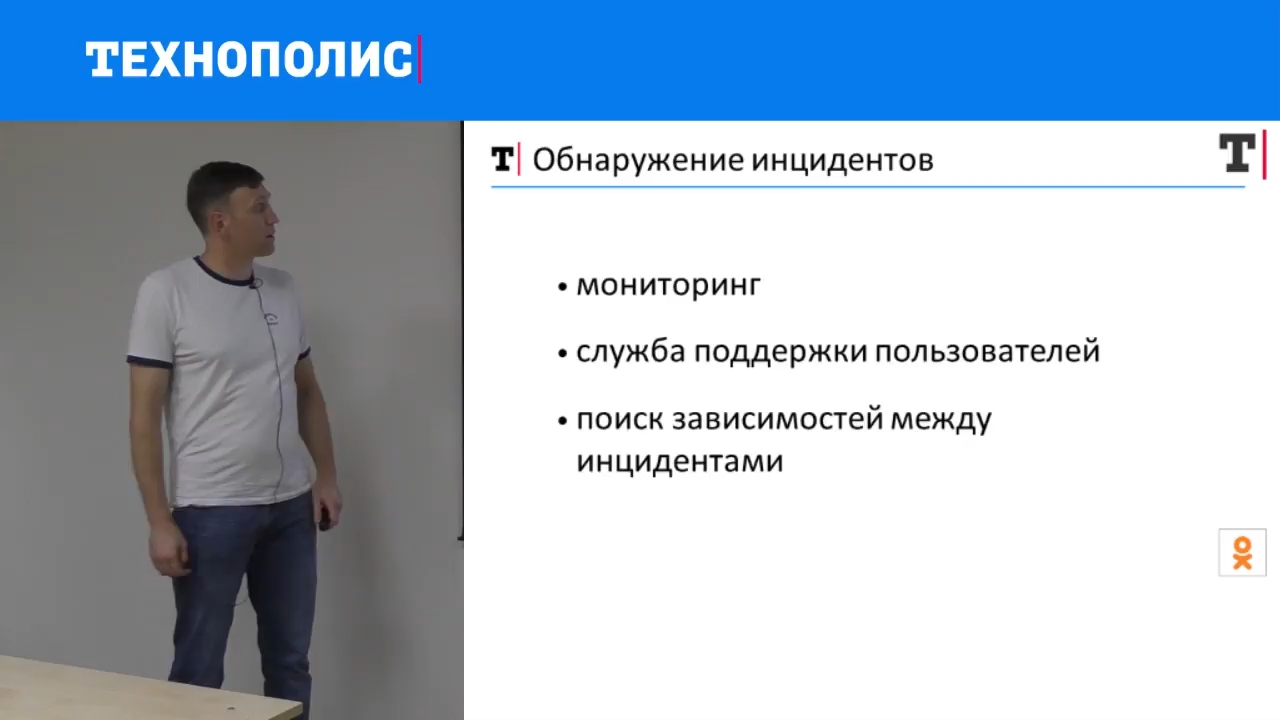 ТЕХНОПОЛИС
Т Обнаружение инцидентов
Т
• мониторинг
• служба поддержки пользователей
• поиск зависимостей между
инцидентами